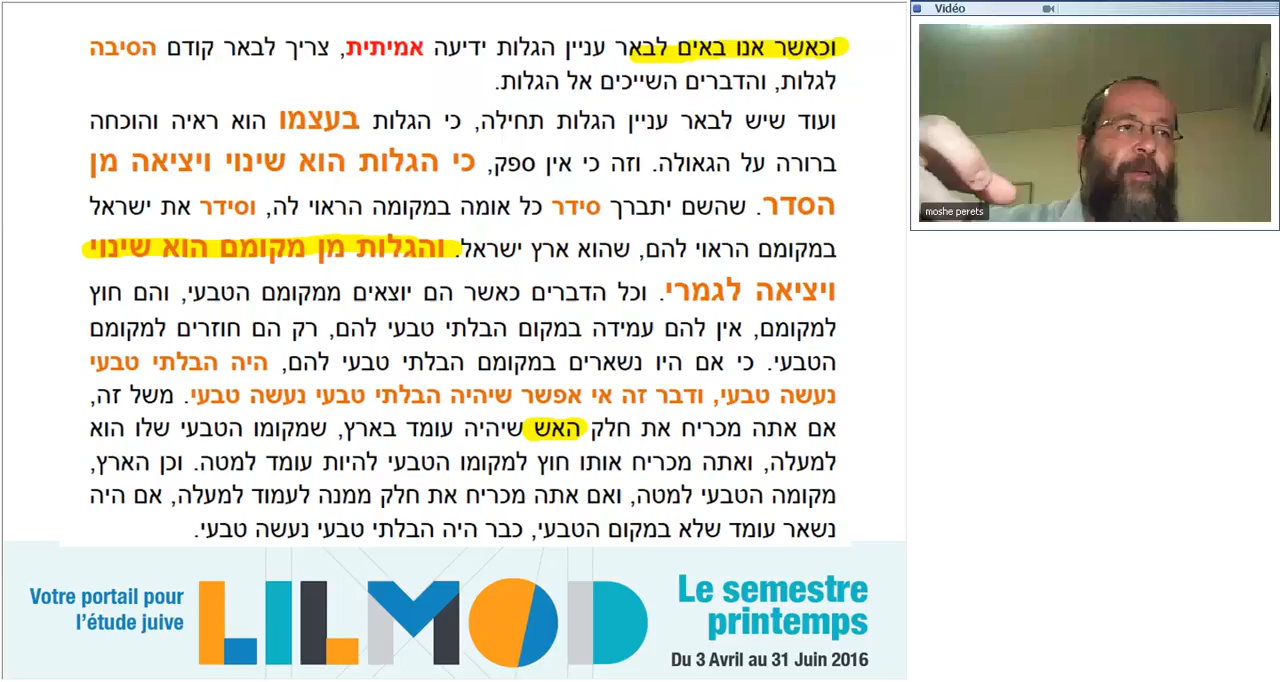 וכאשר אנו באים לבאר עניין הגלות ידיעה אמיתית, צריך לבאר קודם הסיבה
לגלות, והדברים השייכים אל הגלות.
ועוד שיש לבאר עניין הגלות תחילה, כי הגלות בעצמו הוא ראיה והוכחה
ברורה על הגאולה. וזה כי אין ספק, כי הגלות הוא שינוי ויציאה מן
הסדר. שהשם יתברך סידר כל אומה במקומה הראוי לה, וסידר את ישראל
במקומם הראוי להם, שהוא ארץ ישראל. והגלות מן מקומם הוא שינוי
ויציאה לגמרי. וכל הדברים כאשר הם יוצאים ממקומם הטבעי, והם חוץ
למקומם, אין להם עמידה במקום הבלתי טבעי להם, רק הם חוזרים למקומם
הטבעי. כי אם היו נשארים במקומם הבלתי טבעי להם, היה הבלתי טבעי
נעשה טבעי, ודבר זה אי אפשר שיהיה הבלתי טבעי נעשה טבעי. משל זה,
אם אתה מכריח את חלק האש שיהיה עומד בארץ, שמקומו הטבעי שלו הוא
למעלה, ואתה מכריח אותו חוץ למקומו הטבעי להיות עומד למטה. וכן הארץ,
מקומה הטבעי למטה, ואם אתה מכריח את חלק ממנה לעמוד למעלה, אם היה
נשאר עומד שלא במקום הטבעי, כבר היה הבלתי טבעי נעשה טבעי.
Vidéo
moshe perets
Votre portail pour
l'étude juive
LILMOD
Le semestre
printemps
Du 3 Avril au 31 Juin 2016